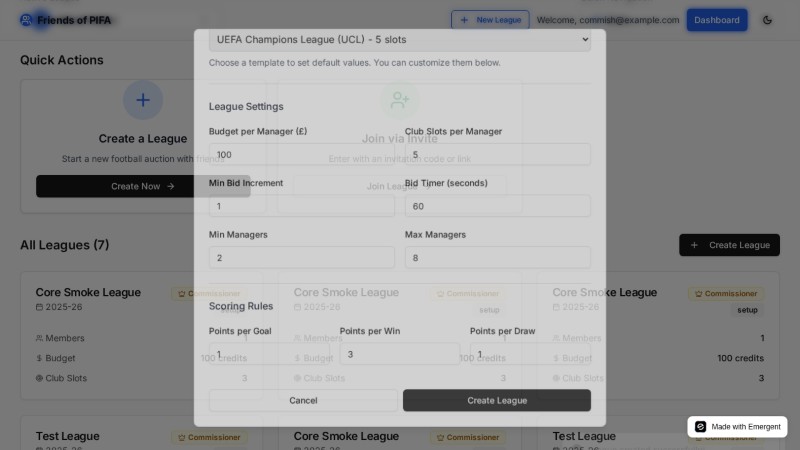 Friends of PIFA
New League
Welcome, commish@example.com
Dashboard
Quick Actions
Create a League
Start a new football auction with friends
Create Now →
Join via Invite
Enter with an invitation code or link
Join League
UEFA Champions League (UCL) - 5 slots
Choose a template to set default values. You can customize them below.
League Settings
Budget per Manager (£)
Club Slots per Manager
100
5
Min Bid Increment
Bid Timer (seconds)
1
60
Min Managers
Max Managers
2
8
Scoring Rules
Points per Goal
Points per Win
Points per Draw
1
3
1
Cancel
Create League
All Leagues (7)
+ Create League
Core Smoke League
Commissioner
2025-26
setup
Members
1
$ Budget
100 credits
Club Slots
3
Core Smoke League
Commissioner
2025-26
setup
Members
1
$ Budget
100 credits
Club Slots
3
Core Smoke League
Commissioner
2025-26
setup
Members
1
$ Budget
100 credits
Club Slots
3
Test League
Commissioner
2025-26
Core Smoke League
Commissioner
2025-26
Test League
Commissioner
2025-26
Made with Emergent